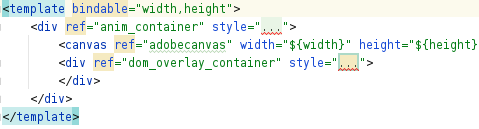 <template bindable="width,height">
<div ref="anim_container" style="...">
<canvas ref="adobecanvas" width="${width}" height="${height}
<div ref="dom_overlay_container" style="...">
</div>
</div>
</template>